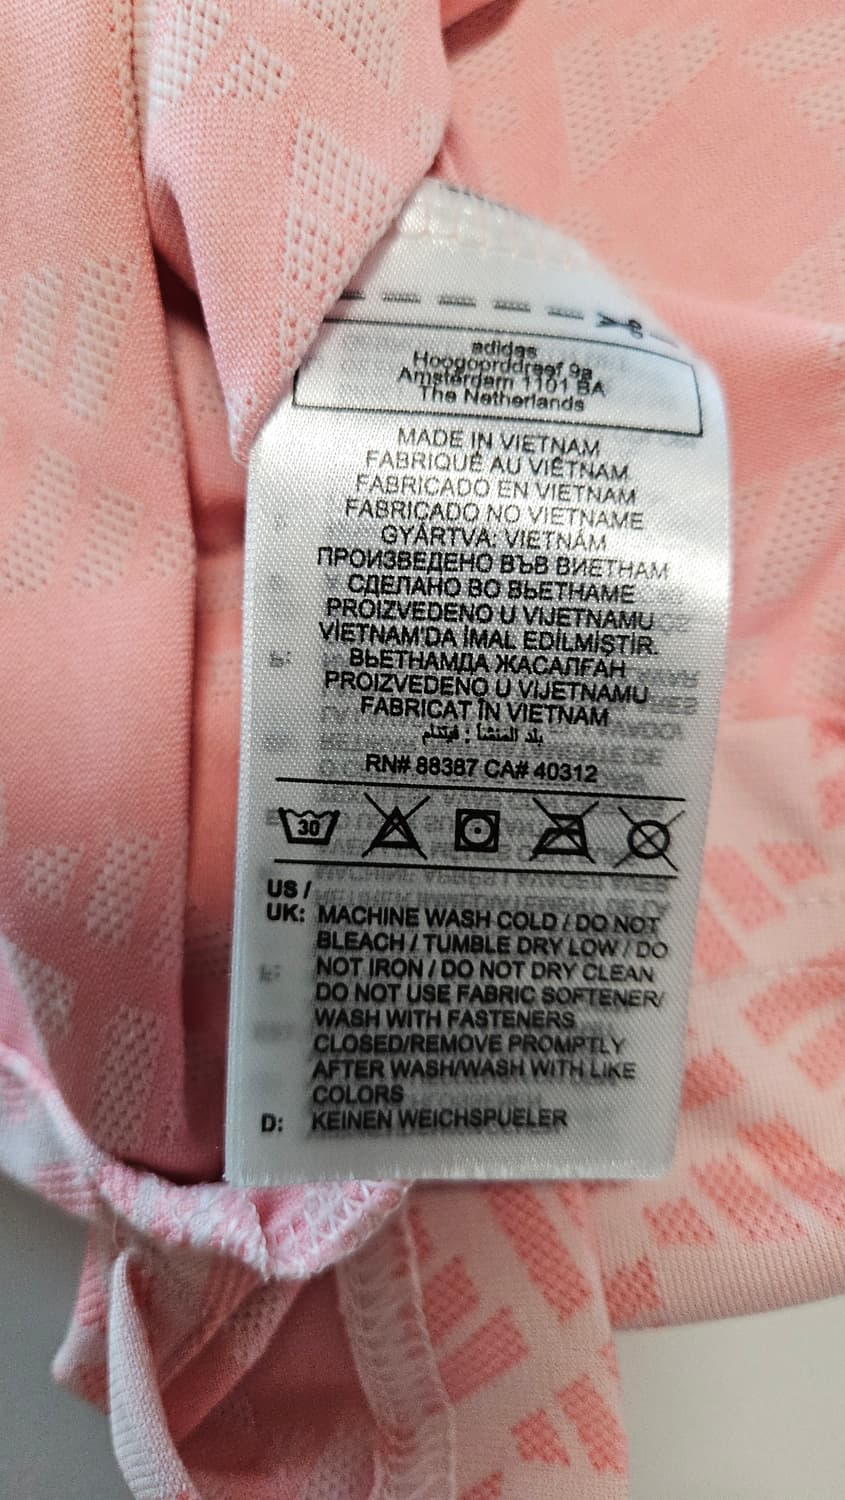 adidas
Hoogoorddreef 9a
Amsterdam 1101 BA
The Netherlands
MADE IN VIETNAM
FABRIQUÉ AU VIÊTNAM
FABRICADO EN VIETNAM
FABRICADO NO VIETNAME
GYÁRTVA: VIETNÁM
ПРОИЗВЕДЕНО ВЪВ ВИЕТНАМ
СДЕЛАНО ВО ВЬЕТНАМЕ
PROIZVEDENO U VIJETNAMU
VİETNAM'DA İMAL EDİLMİŞTİR.
ВЬЕТНАМДА ЖАСАЛҒАН
PROIZVEDENO U VIJETNAMU
FABRICAT ÎN VIETNAM
بلد المنشأ : فيتنام
RN# 88387 CA# 40312
30
US /
UK: MACHINE WASH COLD / DO NOT
BLEACH / TUMBLE DRY LOW / DO
NOT IRON / DO NOT DRY CLEAN
DO NOT USE FABRIC SOFTENER/
WASH WITH FASTENERS
CLOSED/REMOVE PROMPTLY
AFTER WASH/WASH WITH LIKE
COLORS
D: KEINEN WEICHSPUELER